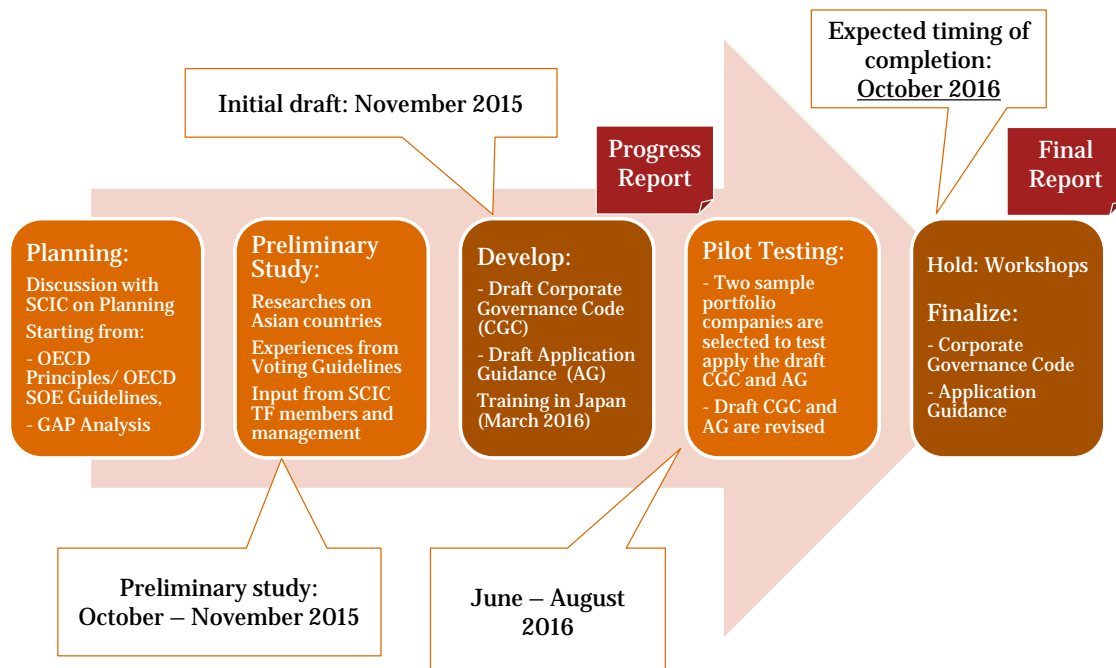 Expected timing of
completion:
October 2016
Initial draft: November 2015
Progress
Report
Final
Report
Planning:
Discussion with
SCIC on Planning
Starting from:
- OECD
Principles/ OECD
SOE Guidelines,
- GAP Analysis
Preliminary
Study:
Researches on
Asian countries
Experiences from
Voting Guidelines
Input from SCIC
TF members and
management
Develop:
- Draft Corporate
Governance Code
(CGC)
- Draft Application
Guidance (AG)
Training in Japan
(March 2016)
Pilot Testing:
- Two sample
portfolio
companies are
selected to test
apply the draft
CGC and AG
- Draft CGC and
AG are revised
Hold: Workshops
Finalize:
- Corporate
Governance Code
- Application
Guidance
Preliminary study:
October – November 2015
June – August
2016